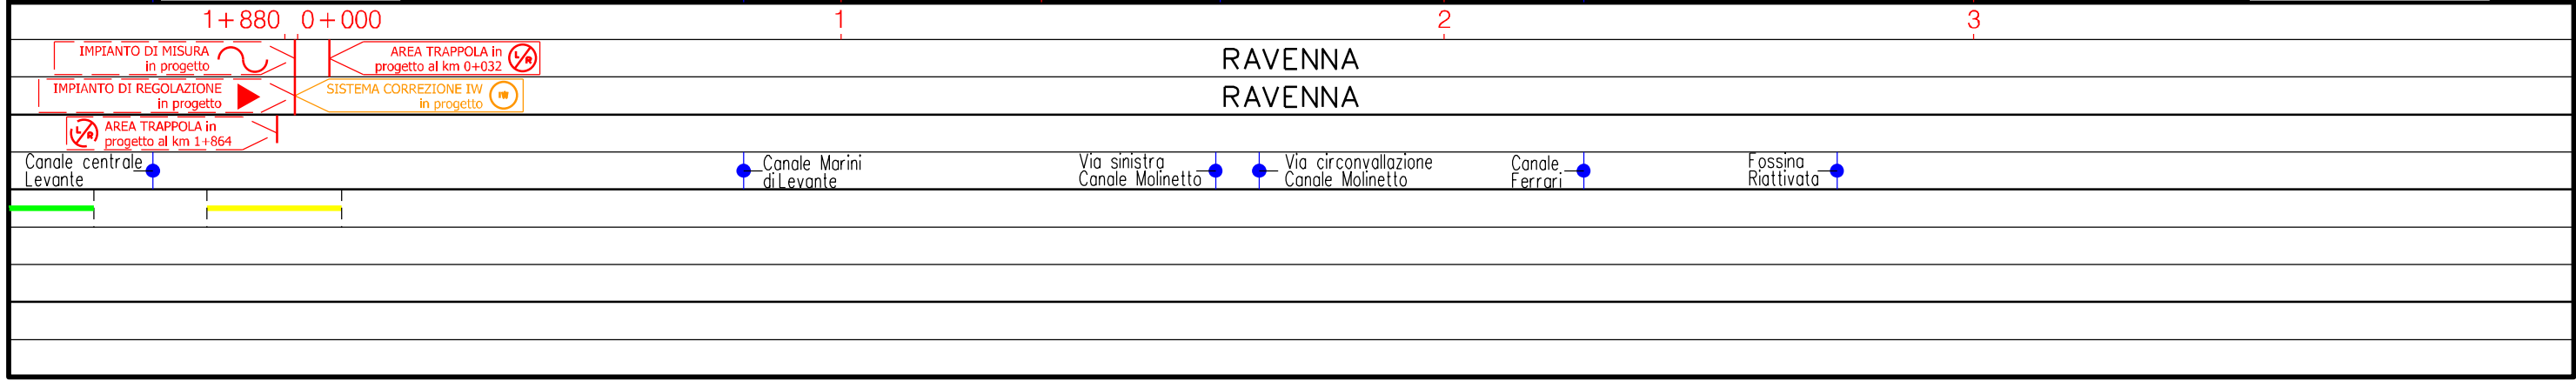 1+880 0+000 1 2 3
IMPIANTO DI MISURA
in progetto
AREA TRAPPOLA in
progetto al km 0+032
L/R
RAVENNA
IMPIANTO DI REGOLAZIONE
in progetto
SISTEMA CORREZIONE IW
in progetto
IW
RAVENNA
L/R
AREA TRAPPOLA in
progetto al km 1+864
Canale centrale
Levante
Canale Marini
di Levante
Via sinistra
Canale Molinetto
Via circonvallazione
Canale Molinetto
Canale
Ferrari
Fossina
Riattivata